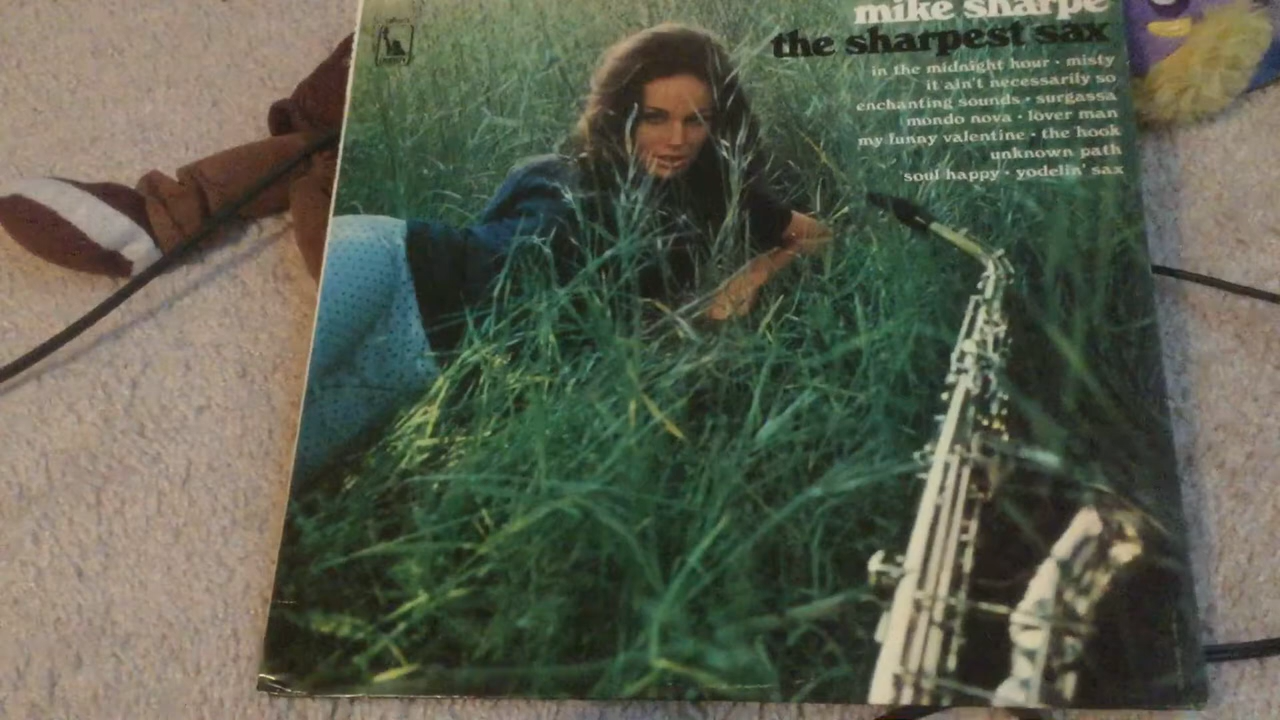 mike sharpe
the sharpest sax
in the midnight hour • misty
it ain't necessarily so
enchanting sounds • surgassa
mondo nova • lover man
my funny valentine • the hook
unknown path
soul happy • yodelin' sax